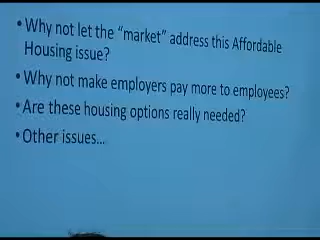 • Why not let the “market” address this Affordable
Housing issue?
• Why not make employers pay more to employees?
• Are these housing options really needed?
• Other issues…